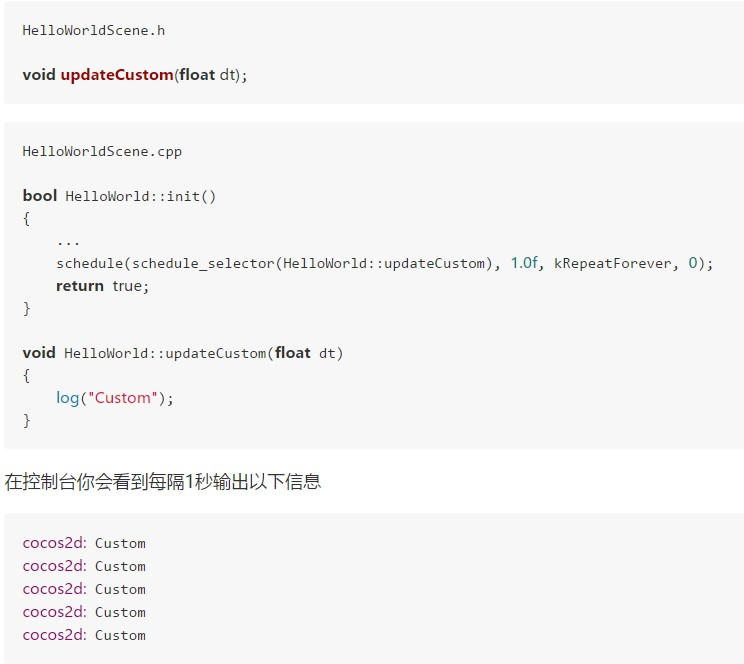 HelloWorldScene.h
void updateCustom(float dt);
HelloWorldScene.cpp
bool HelloWorld::init()
{
...
schedule(schedule_selector(HelloWorld::updateCustom), 1.0f, kRepeatForever, 0);
return true;
}
void HelloWorld::updateCustom(float dt)
{
log("Custom");
}
在控制台你会看到每隔1秒输出以下信息
cocos2d: Custom
cocos2d: Custom
cocos2d: Custom
cocos2d: Custom
cocos2d: Custom